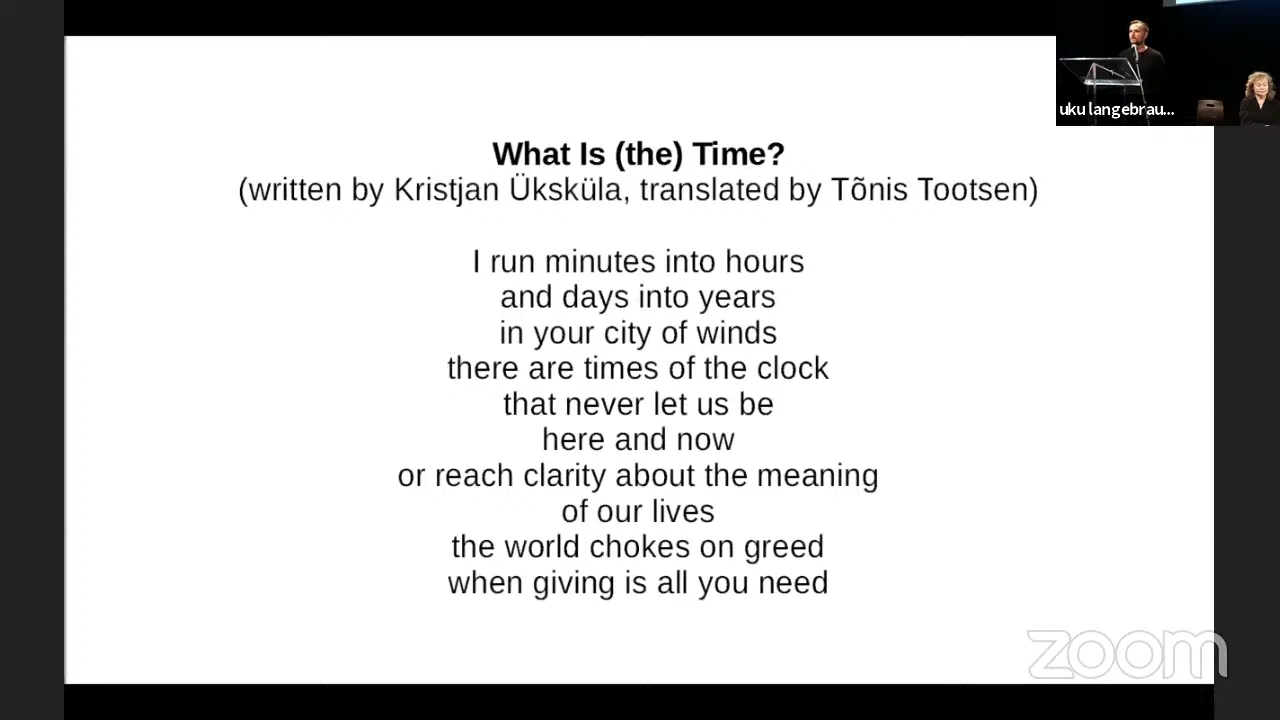 What Is (the) Time?
(written by Kristjan Üksküla, translated by Tõnis Tootsen)
I run minutes into hours
and days into years
in your city of winds
there are times of the clock
that never let us be
here and now
or reach clarity about the meaning
of our lives
the world chokes on greed
when giving is all you need
uku langebrau...
zoom